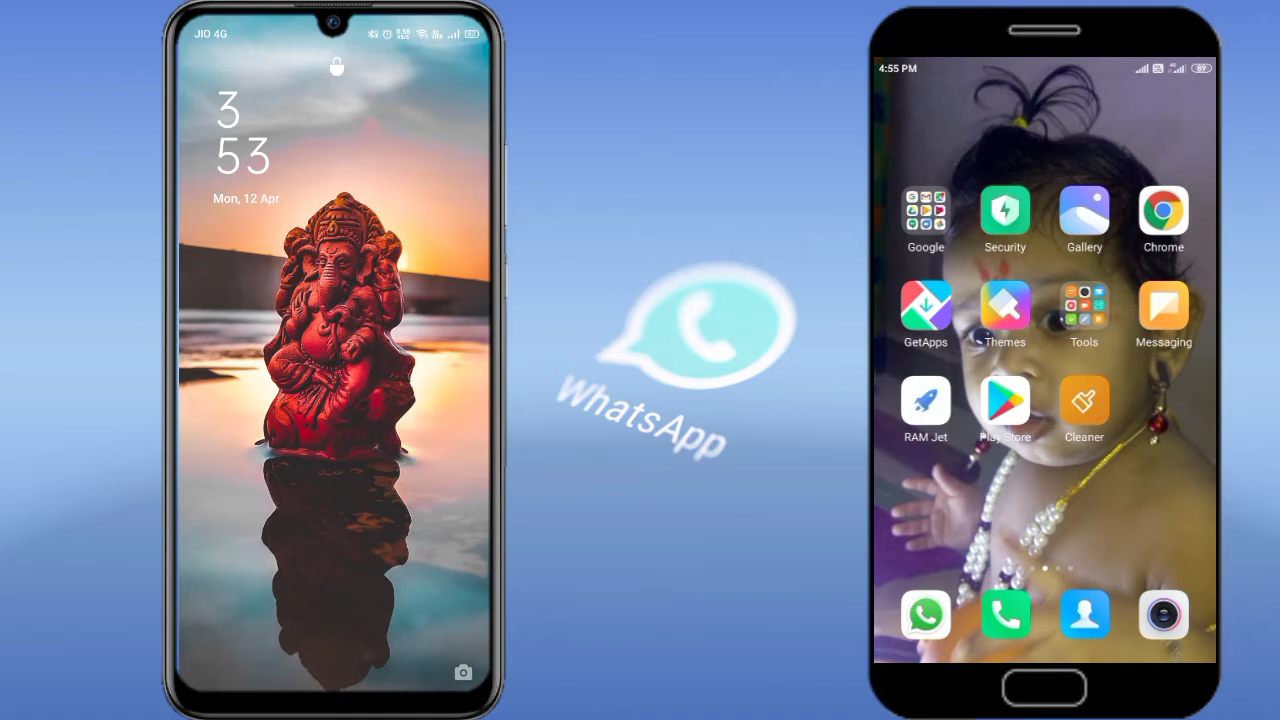 JIO 4G
3
53
Mon, 12 Apr
WhatsApp
4:55 PM
89
Google
Security
Gallery
Chrome
GetApps
Themes
Tools
Messaging
RAM Jet
Play Store
Cleaner